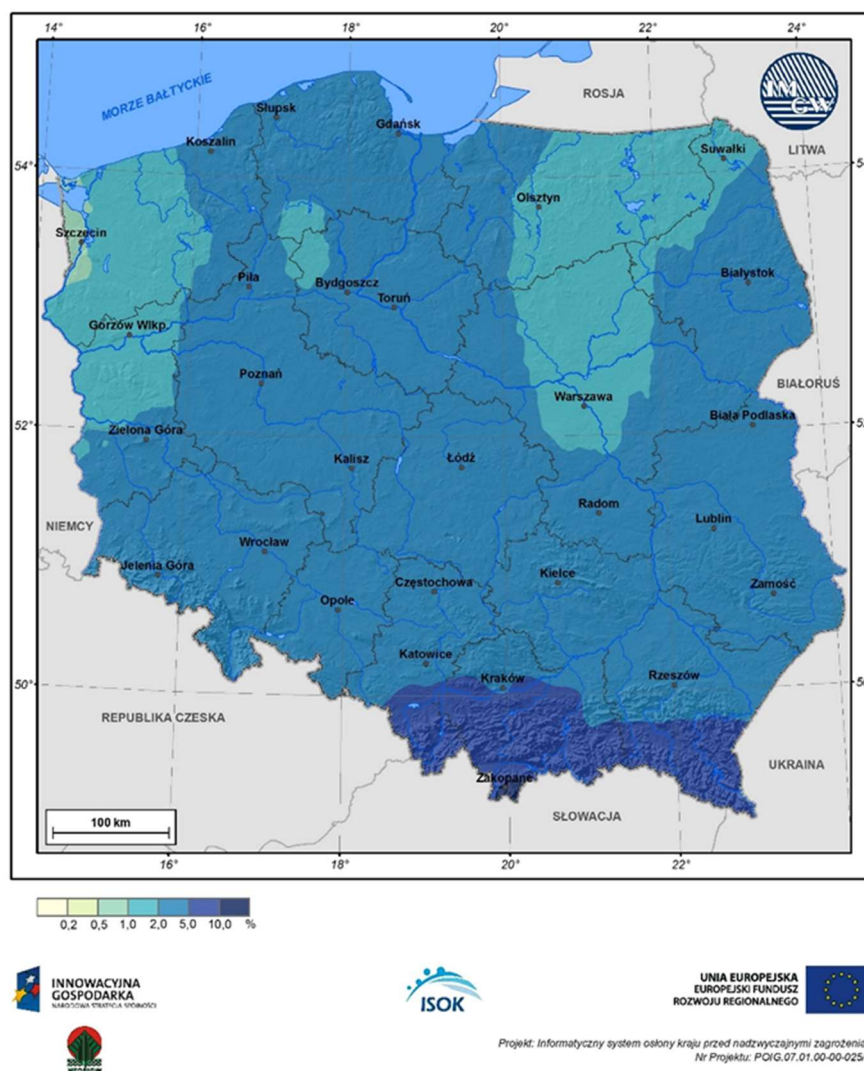 14° 16° 18° 20° 22° 24°
MORZE BAŁTYCKIE
ROSJA
IM
GW
LITWA
Słupsk
Gdańsk
Koszalin
Suwałki
54°
Olsztyn
Szczecin
Piła
Bydgoszcz
Białystok
Toruń
Gorzów Wlkp.
Poznań
BIAŁORUŚ
Warszawa
Biała Podlaska
52°
Zielona Góra
Kalisz
Łódź
Radom
Lublin
NIEMCY
Wrocław
Jelenia Góra
Częstochowa
Kielce
Zamość
Opole
Katowice
Kraków
Rzeszów
50°
REPUBLIKA CZESKA
UKRAINA
Zakopane
SŁOWACJA
100 km
16° 18° 20° 22°
0,2 0,5 1,0 2,0 5,0 10,0 %
INNOWACYJNA
GOSPODARKA
NARODOWA STRATEGIA SPÓJNOŚCI
ISOK
UNIA EUROPEJSKA
EUROPEJSKI FUNDUSZ
ROZWOJU REGIONALNEGO
Projekt: Informatyczny system osłony kraju przed nadzwyczajnymi zagrożenia
Nr Projektu: POIG.07.01.00-00-025/